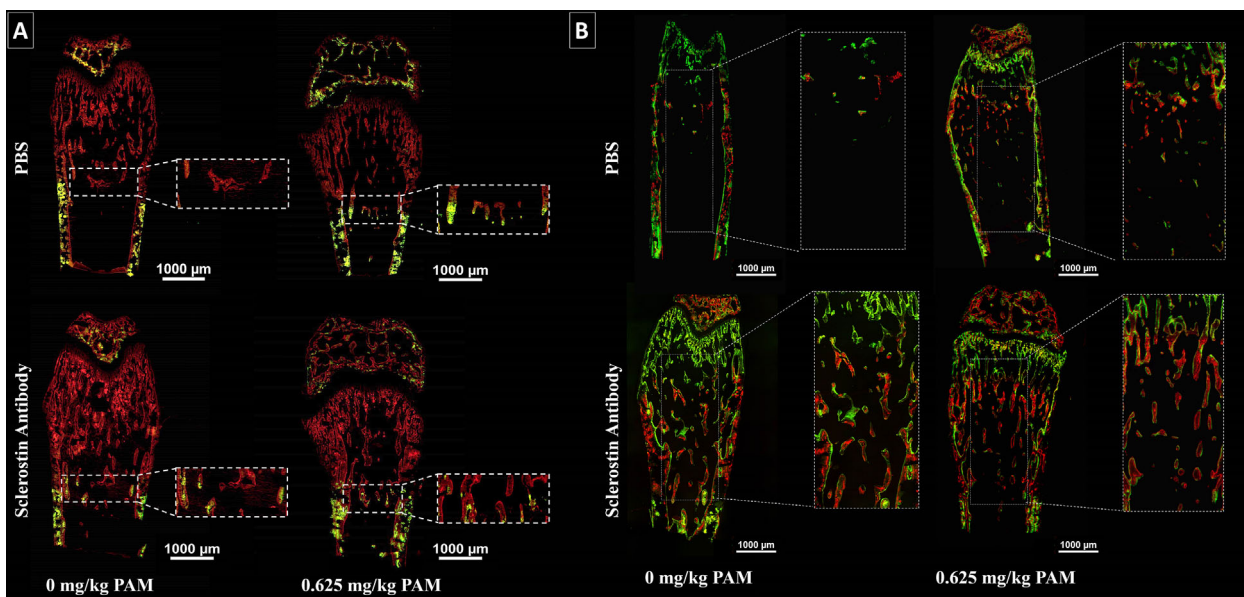 A
B
PBS
PBS
1000 µm
1000 µm
1000 µm
1000 µm
Sclerostin Antibody
Sclerostin Antibody
1000 µm
1000 µm
1000 µm
1000 µm
0 mg/kg PAM
0.625 mg/kg PAM
0 mg/kg PAM
0.625 mg/kg PAM